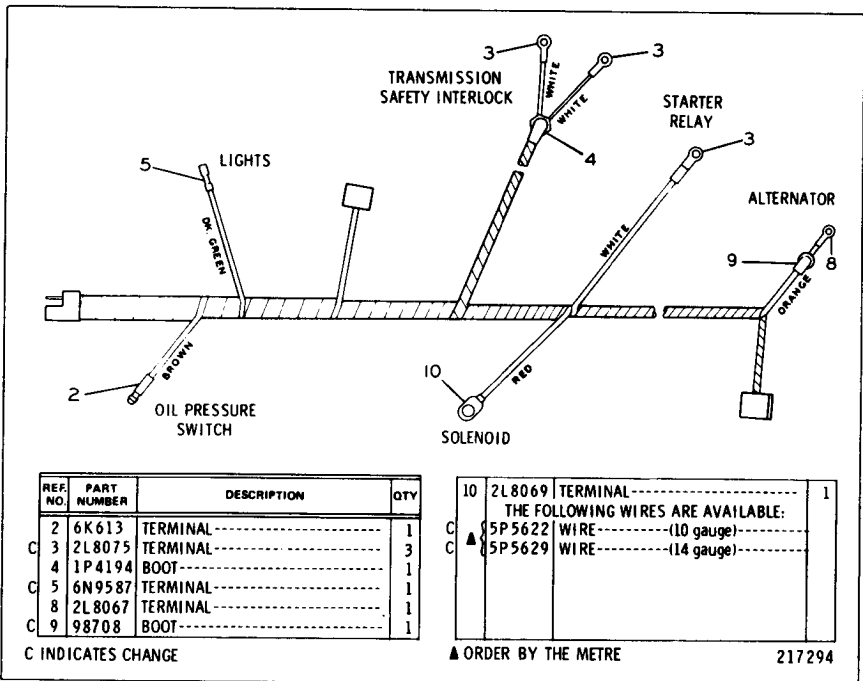 3
3
TRANSMISSION
SAFETY INTERLOCK
WHITE
WHITE
4
STARTER
RELAY
3
5
LIGHTS
DK. GREEN
WHITE
ALTERNATOR
9
8
ORANGE
BROWN
2
OIL PRESSURE
SWITCH
RED
10
SOLENOID
REF. NO. PART NUMBER DESCRIPTION QTY
2 6K613 TERMINAL 1
C 3 2L8075 TERMINAL 3
4 1P4194 BOOT 1
C 5 6N9587 TERMINAL 1
8 2L8067 TERMINAL 1
C 9 98708 BOOT 1
C INDICATES CHANGE
10 2L8069 TERMINAL 1
THE FOLLOWING WIRES ARE AVAILABLE:
C ▲ 5P5622 WIRE (10 gauge)
C 5P5629 WIRE (14 gauge)
▲ ORDER BY THE METRE
217294